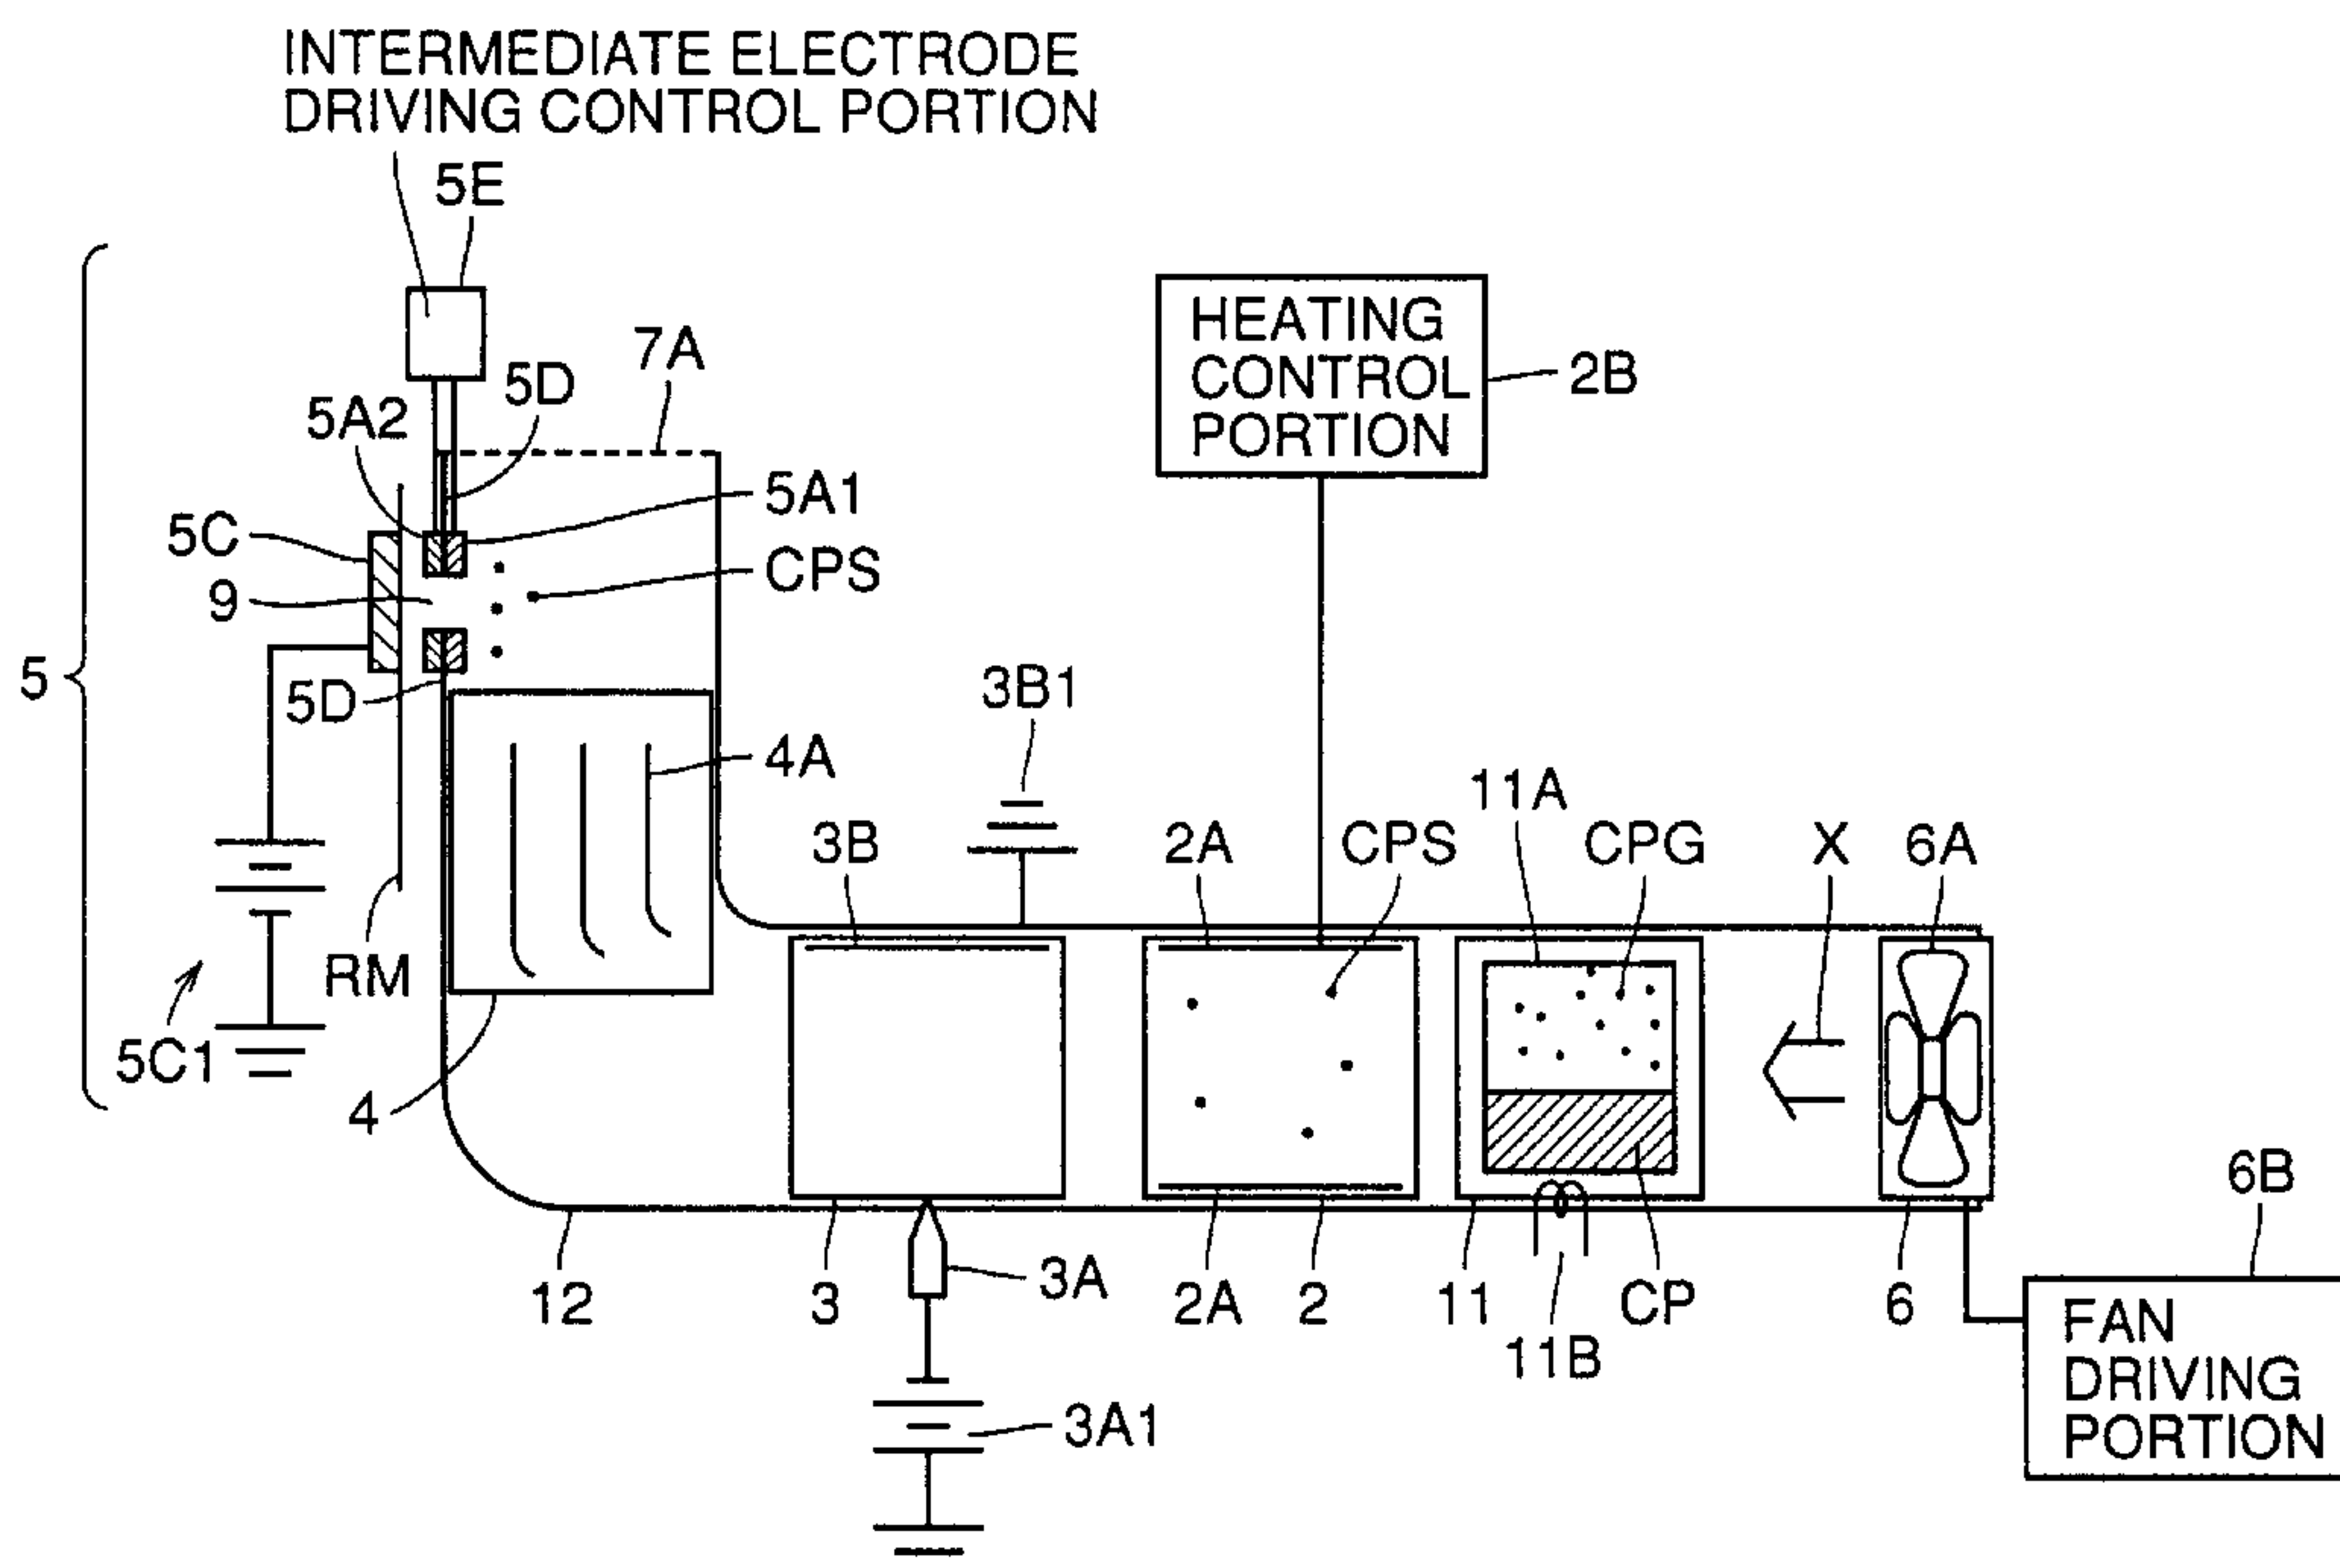 INTERMEDIATE ELECTRODE
DRIVING CONTROL PORTION
5E
7A
5D
5A2
5A1
5C
CPS
9
5
5D
4A
HEATING
CONTROL
PORTION
2B
3B1
11A
3B
2A
CPS
CPG
X
6A
RM
5C1
4
12
3
3A
2A
2
11
11B
CP
6
6B
3A1
FAN
DRIVING
PORTION